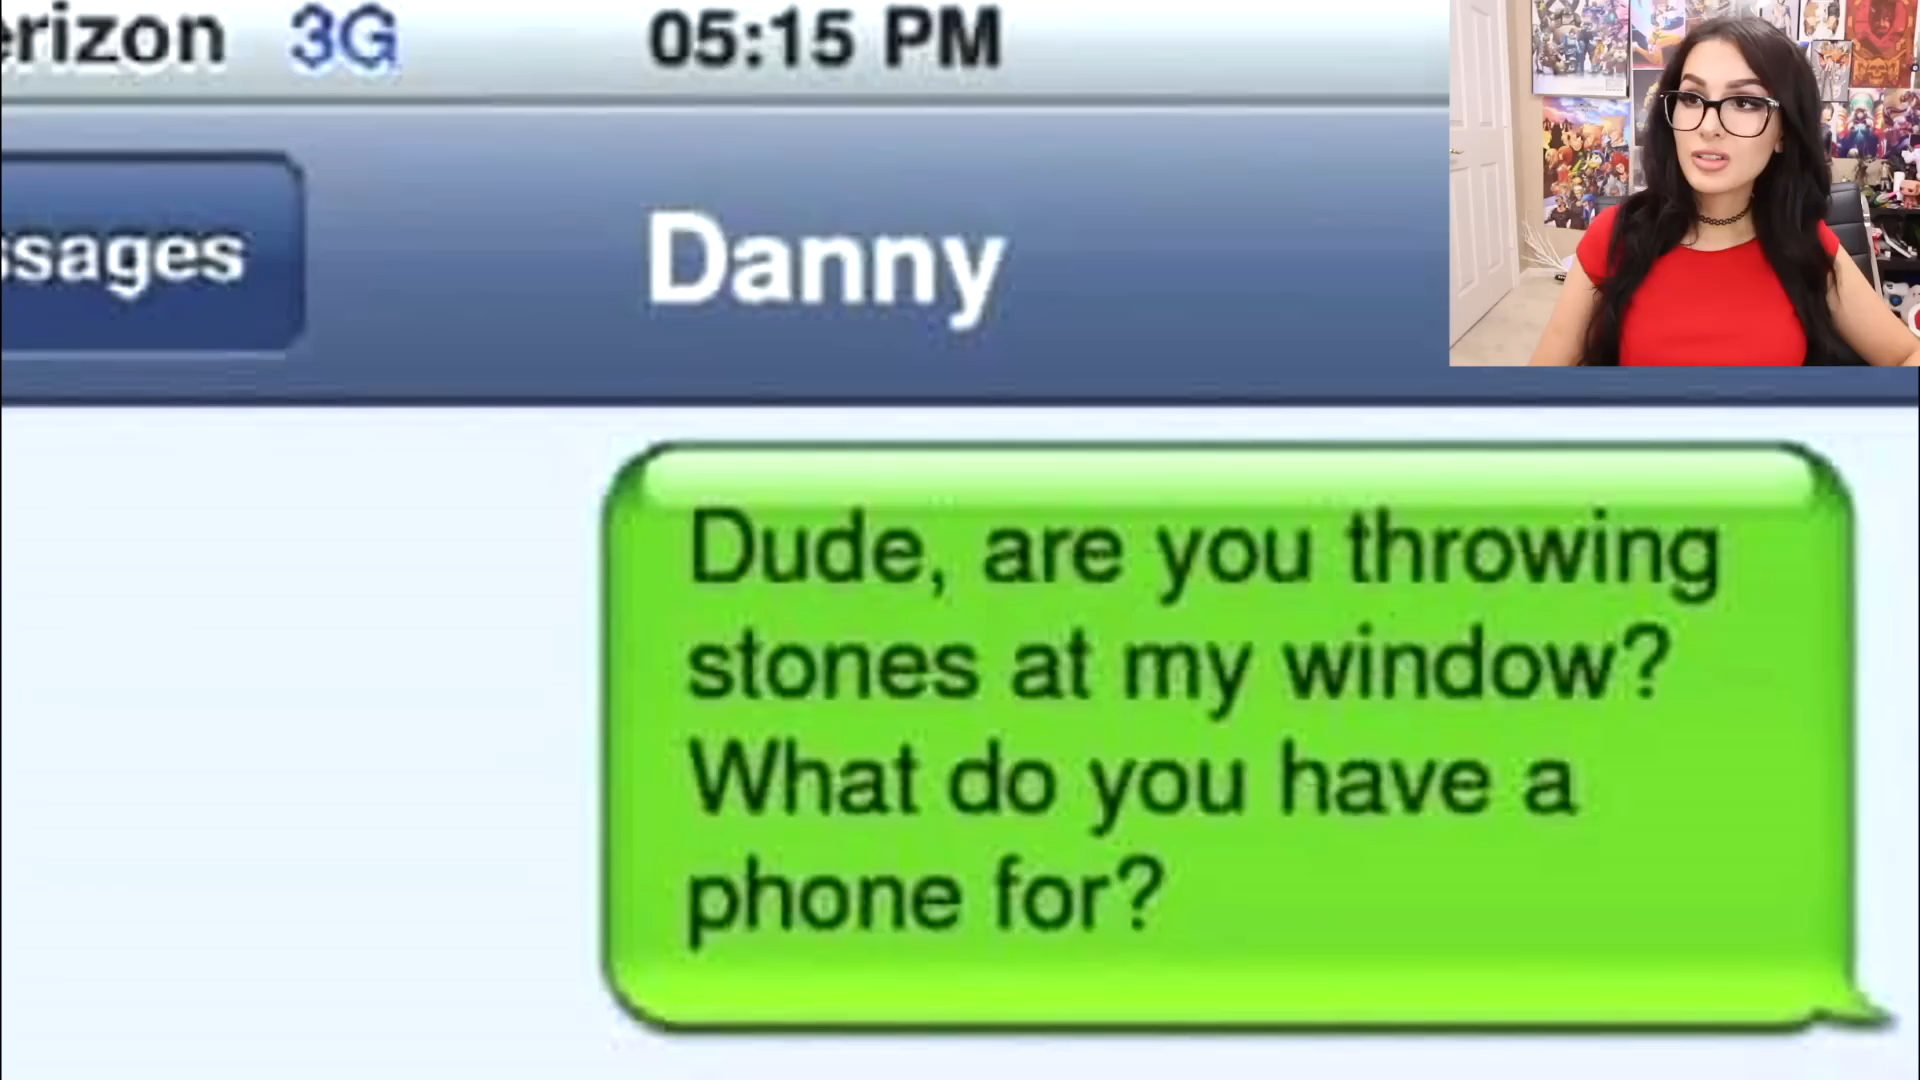 erizon 3G 05:15 PM
ssages
Danny
Dude, are you throwing
stones at my window?
What do you have a
phone for?